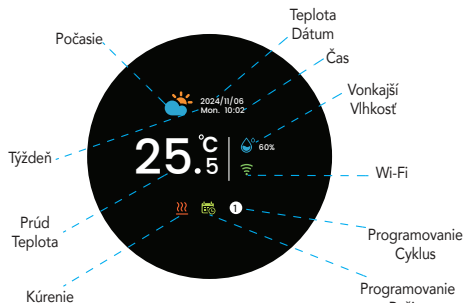 Teplota
Dátum
Počasie
Čas
2024/11/06
Mon. 10:02
Vonkajší
Vlhkosť
Týždeň
25.5 °C
60%
Wi-Fi
Prúd
Teplota
1
Programovanie
Cyklus
Kúrenie
Programovanie